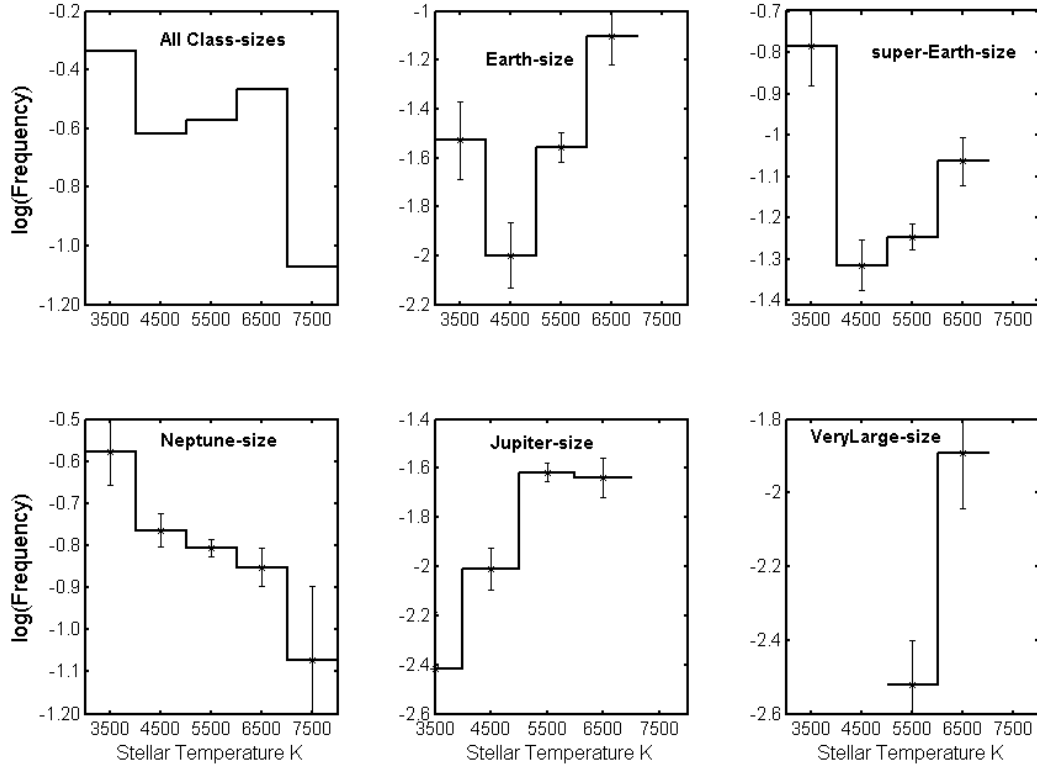 All Class-sizes
log(Frequency)
-0.2
-0.4
-0.6
-0.8
-1.0
-1.20
3500 4500 5500 6500 7500
Earth-size
-1
-1.2
-1.4
-1.6
-1.8
-2
-2.2
3500 4500 5500 6500 7500
super-Earth-size
-0.7
-0.8
-0.9
-1
-1.1
-1.2
-1.3
-1.4
3500 4500 5500 6500 7500
Neptune-size
log(Frequency)
-0.5
-0.6
-0.7
-0.8
-0.9
-1.0
-1.1
-1.20
3500 4500 5500 6500 7500
Stellar Temperature K
Jupiter-size
-1.4
-1.6
-1.8
-2
-2.2
-2.4
-2.6
3500 4500 5500 6500 7500
Stellar Temperature K
VeryLarge-size
-1.8
-2
-2.2
-2.4
-2.6
3500 4500 5500 6500 7500
Stellar Temperature K